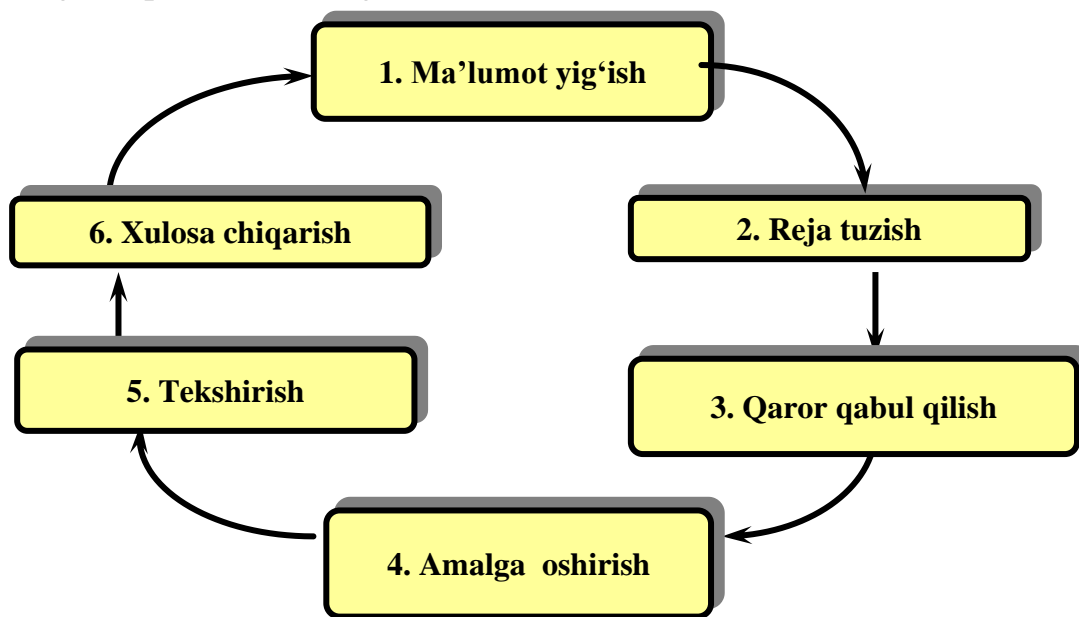 1. Ma’lumot yig‘ish
2. Reja tuzish
3. Qaror qabul qilish
4. Amalga oshirish
5. Tekshirish
6. Xulosa chiqarish